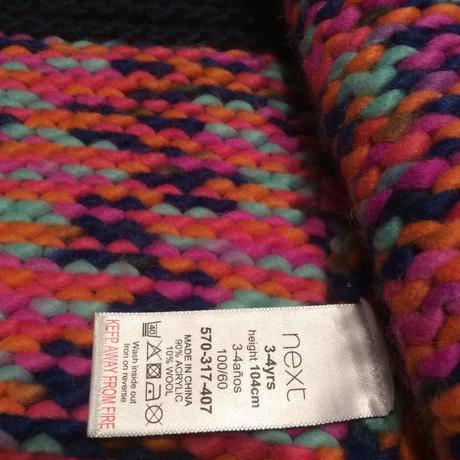 next
3-4yrs
height 104cm
3-4años
100/60
570-317-407
MADE IN CHINA
90% ACRYLIC
10% WOOL
40
Wash inside out
Iron on reverse
KEEP AWAY FROM FIRE